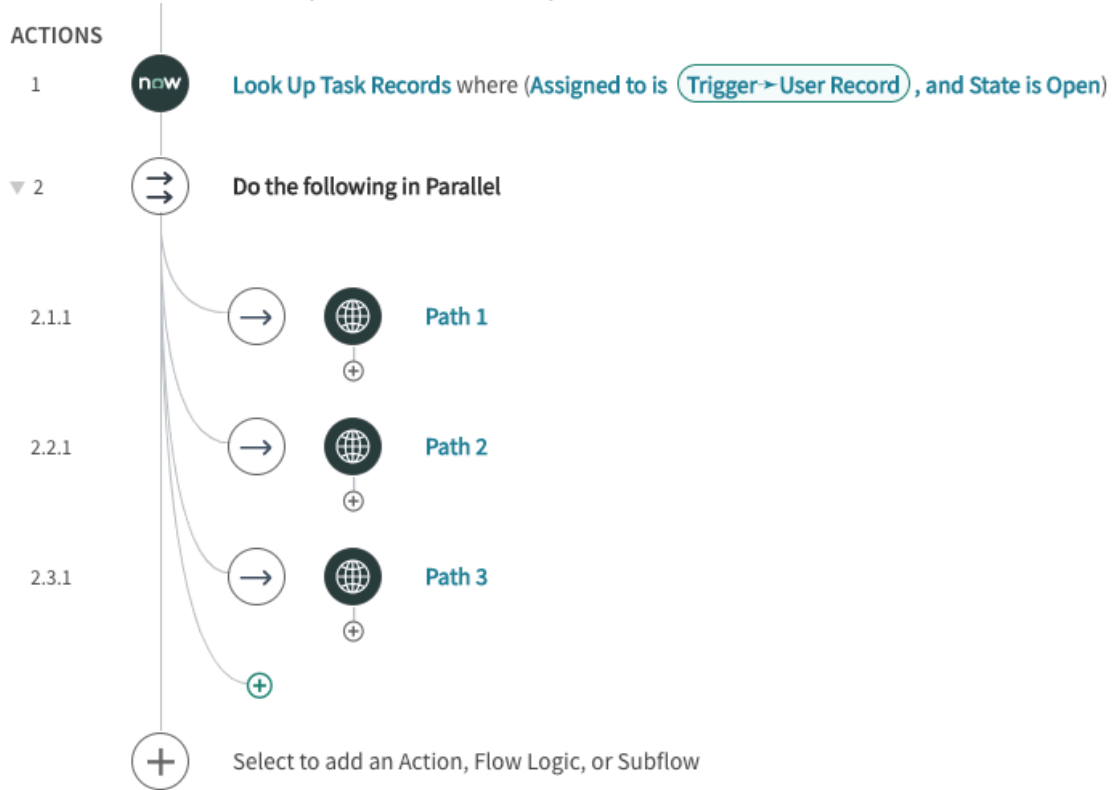 ACTIONS
1 now Look Up Task Records where (Assigned to is Trigger➛User Record , and State is Open)
2 Do the following in Parallel
2.1.1 Path 1
2.2.1 Path 2
2.3.1 Path 3
Select to add an Action, Flow Logic, or Subflow